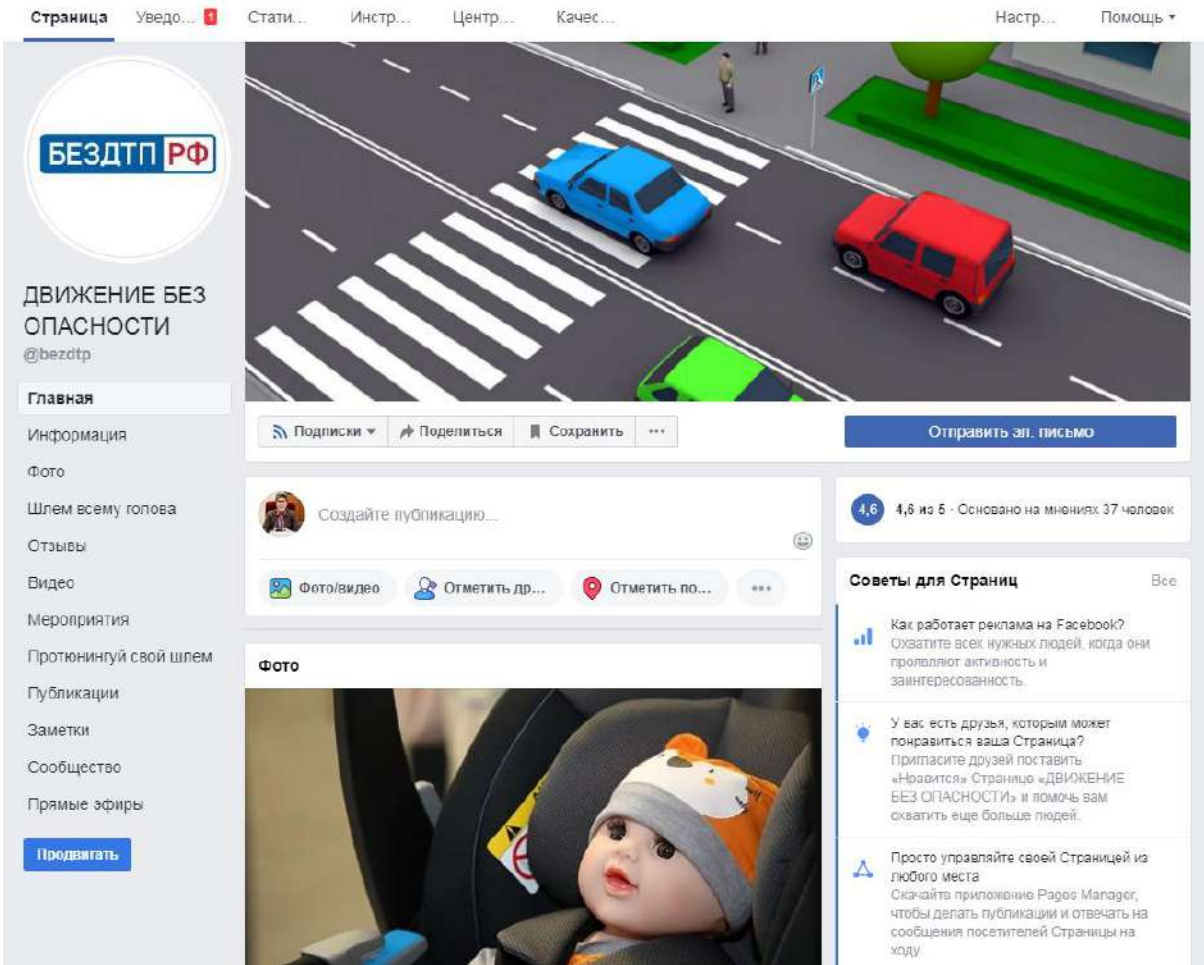 Страница Уведо... 1 Стати... Инстр... Центр... Качес... Настр... Помощь
БЕЗДТП РФ
ДВИЖЕНИЕ БЕЗ
ОПАСНОСТИ
@bezdtp
Главная
Информация
Фото
Шлем всему голова
Отзывы
Видео
Мероприятия
Протюнингуй свой шлем
Публикации
Заметки
Сообщество
Прямые эфиры
Продвигать
Подписки Поделиться Сохранить ...
Отправить эл. письмо
Создайте публикацию...
Фото/видео Отметить др... Отметить по... ...
Фото
4,6 4,6 из 5 · Основано на мнениях 37 человек
Советы для Страниц Все
Как работает реклама на Facebook?
Охватите всех нужных людей, когда они
проявляют активность и
заинтересованность.
У вас есть друзья, которым может
понравиться ваша Страница?
Пригласите друзей поставить
«Нравится» Странице «ДВИЖЕНИЕ
БЕЗ ОПАСНОСТИ» и помочь вам
охватить еще больше людей.
Просто управляйте своей Страницей из
любого места
Скачайте приложение Pages Manager,
чтобы делать публикации и отвечать на
сообщения посетителей Страницы на
ходу.